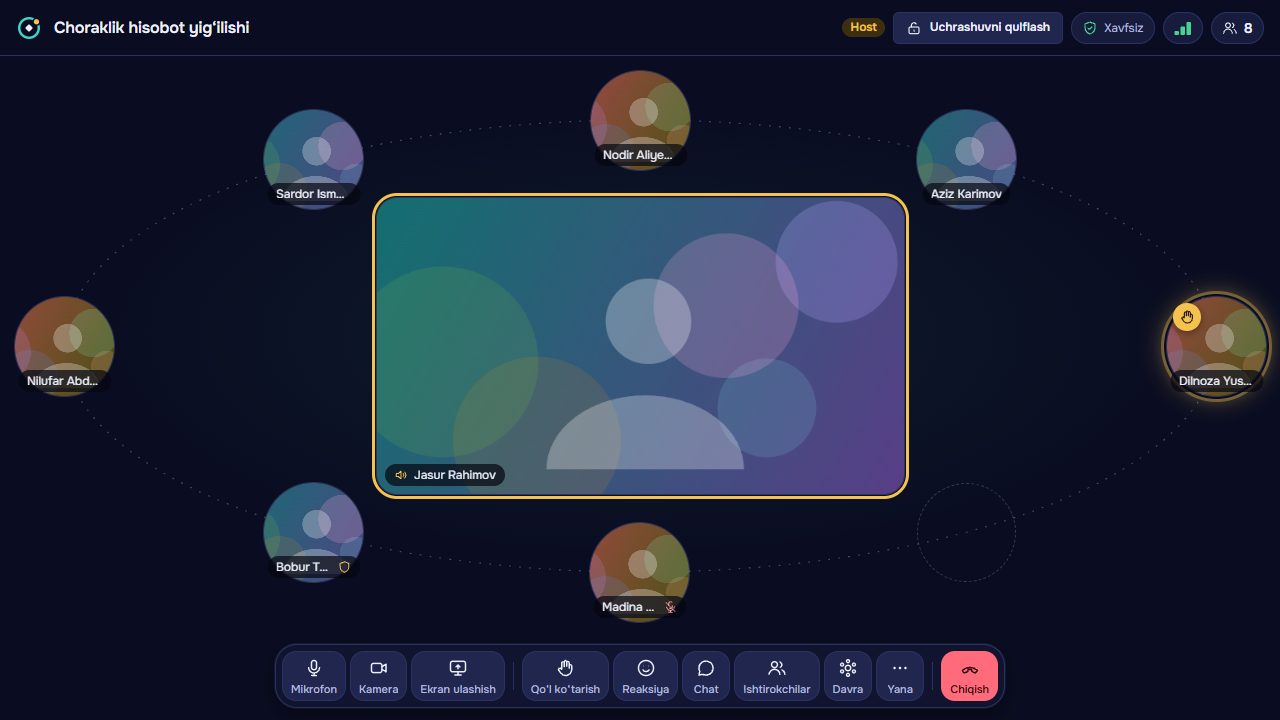 Choraklik hisobot yig‘ilishi
Host
Uchrashuvni qulflash
Xavfsiz
8
Nodir Aliye...
Sardor Ism...
Aziz Karimov
Nilufar Abd...
Dilnoza Yus...
Jasur Rahimov
Bobur T...
Madina ...
Mikrofon
Kamera
Ekran ulashish
Qo‘l ko‘tarish
Reaksiya
Chat
Ishtirokchilar
Davra
Yana
Chiqish